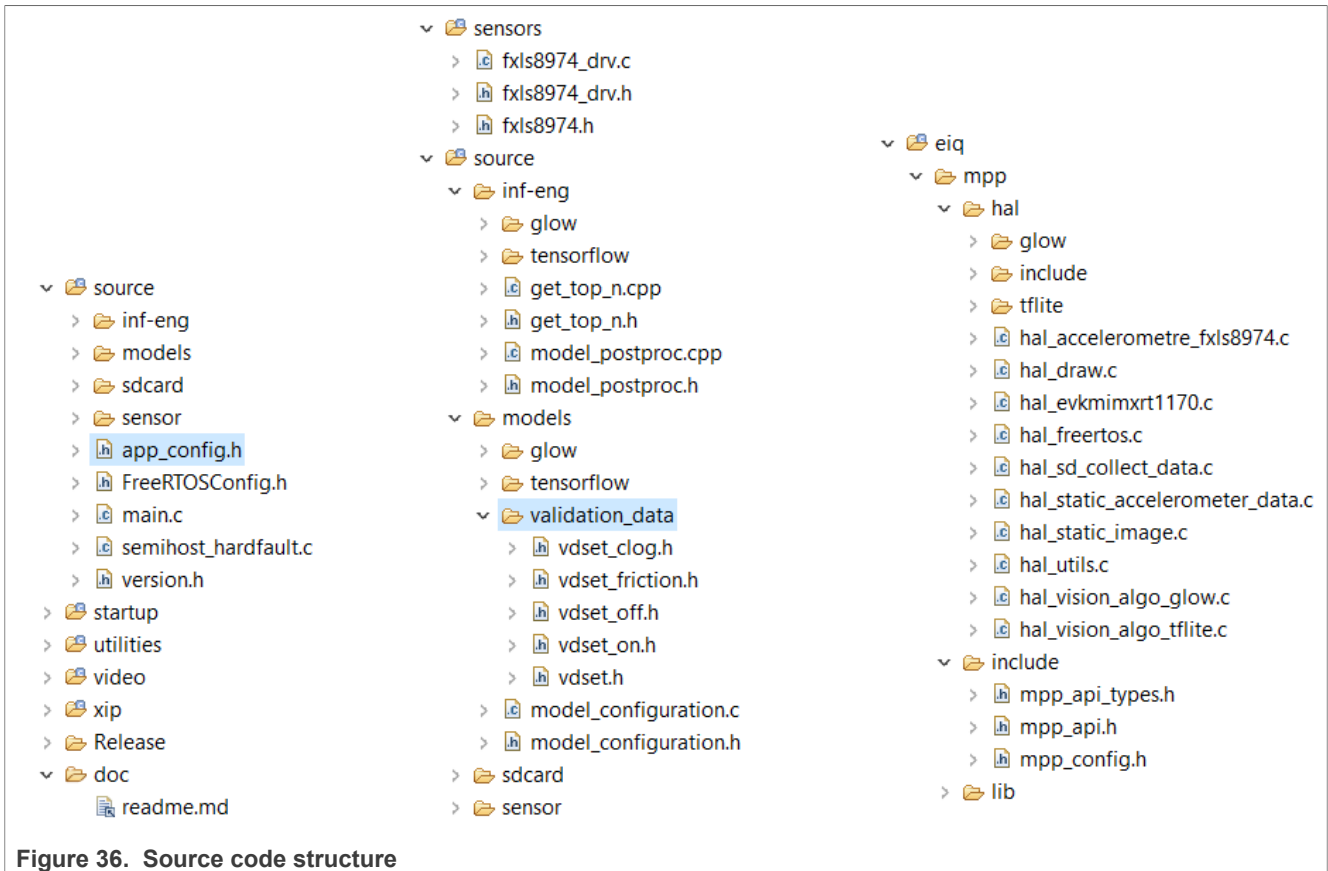 source
inf-eng
models
sdcard
sensor
app_config.h
FreeRTOSConfig.h
main.c
semihost_hardfault.c
version.h
startup
utilities
video
xip
Release
doc
readme.md
sensors
fxls8974_drv.c
fxls8974_drv.h
fxls8974.h
source
inf-eng
glow
tensorflow
get_top_n.cpp
get_top_n.h
model_postproc.cpp
model_postproc.h
models
glow
tensorflow
validation_data
vdset_clog.h
vdset_friction.h
vdset_off.h
vdset_on.h
vdset.h
model_configuration.c
model_configuration.h
sdcard
sensor
eiq
mpp
hal
glow
include
tflite
hal_accelerometre_fxls8974.c
hal_draw.c
hal_evkmimxrt1170.c
hal_freertos.c
hal_sd_collect_data.c
hal_static_accelerometer_data.c
hal_static_image.c
hal_utils.c
hal_vision_algo_glow.c
hal_vision_algo_tflite.c
include
mpp_api_types.h
mpp_api.h
mpp_config.h
lib
Figure 36. Source code structure